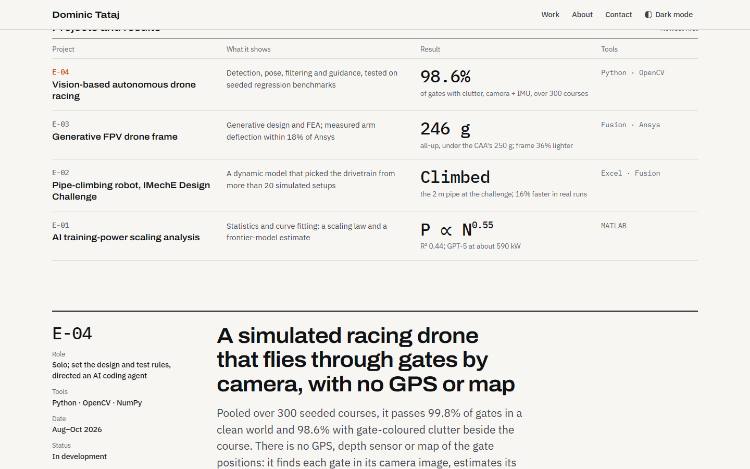 Dominic Tataj
Work About Contact Dark mode
Projects and results
Project What it shows Result Tools
E-04
Vision-based autonomous drone racing
Detection, pose, filtering and guidance, tested on
seeded regression benchmarks
98.6%
of gates with clutter, camera + IMU, over 300 courses
Python · OpenCV
E-03
Generative FPV drone frame
Generative design and FEA; measured arm
deflection within 18% of Ansys
246 g
all-up, under the CAA's 250 g; frame 36% lighter
Fusion · Ansys
E-02
Pipe-climbing robot, IMechE Design
Challenge
A dynamic model that picked the drivetrain from
more than 20 simulated setups
Climbed
the 2 m pipe at the challenge; 16% faster in real runs
Excel · Fusion
E-01
AI training-power scaling analysis
Statistics and curve fitting: a scaling law and a
frontier-model estimate
P ∝ N^0.55
R² 0.44; GPT-5 at about 590 kW
MATLAB
E-04
Role
Solo; set the design and test rules,
directed an AI coding agent
Tools
Python · OpenCV · NumPy
Date
Aug–Oct 2026
Status
In development
A simulated racing drone
that flies through gates by
camera, with no GPS or map
Pooled over 300 seeded courses, it passes 99.8% of gates in a
clean world and 98.6% with gate-coloured clutter beside the
course. There is no GPS, depth sensor or map of the gate
positions: it finds each gate in its camera image, estimates its